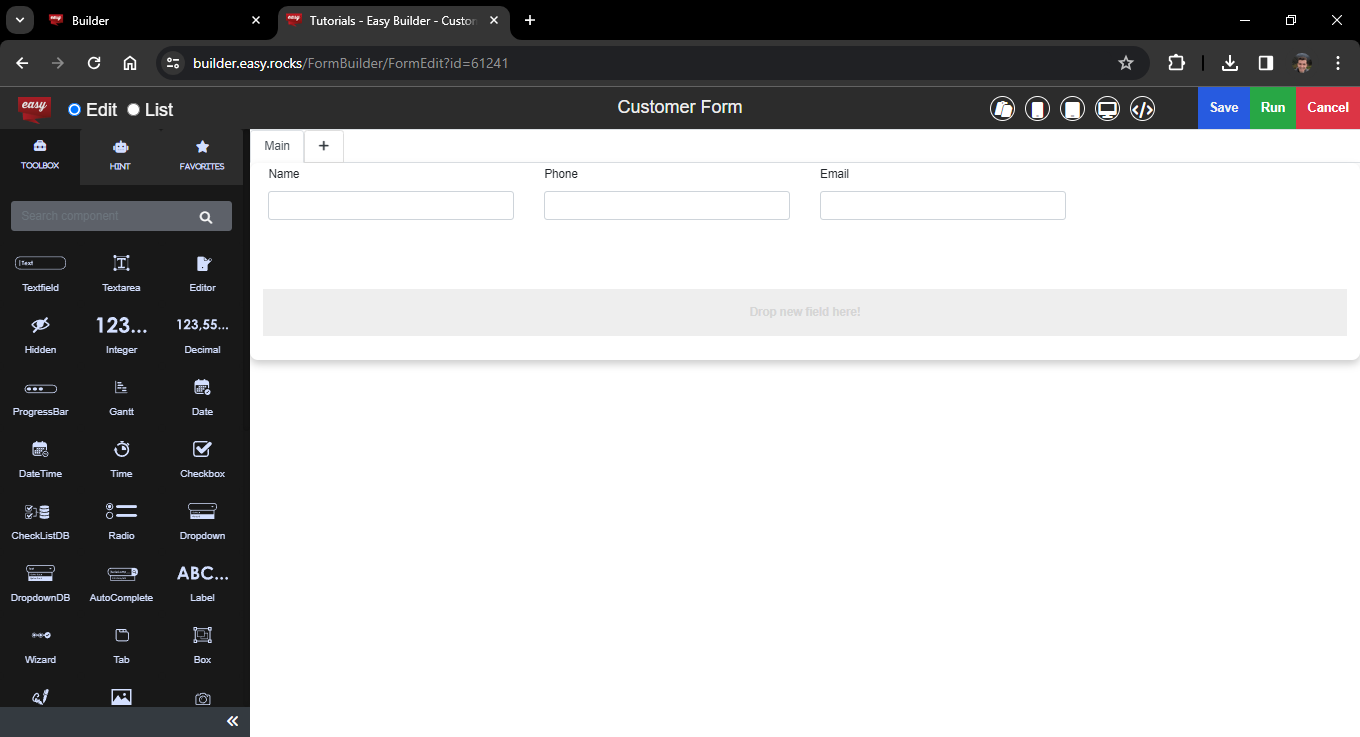 Builder
Tutorials - Easy Builder - Custon
builder.easy.rocks/FormBuilder/FormEdit?id=61241
easy
Edit List
Customer Form
Save Run Cancel
TOOLBOX HINT FAVORITES
Main +
Name Phone Email
Search component
Text
Textfield Textarea Editor
123... 123,55...
Hidden Integer Decimal
Drop new field here!
ProgressBar Gantt Date
DateTime Time Checkbox
CheckListDB Radio Dropdown
ABC...
DropdownDB AutoComplete Label
Wizard Tab Box